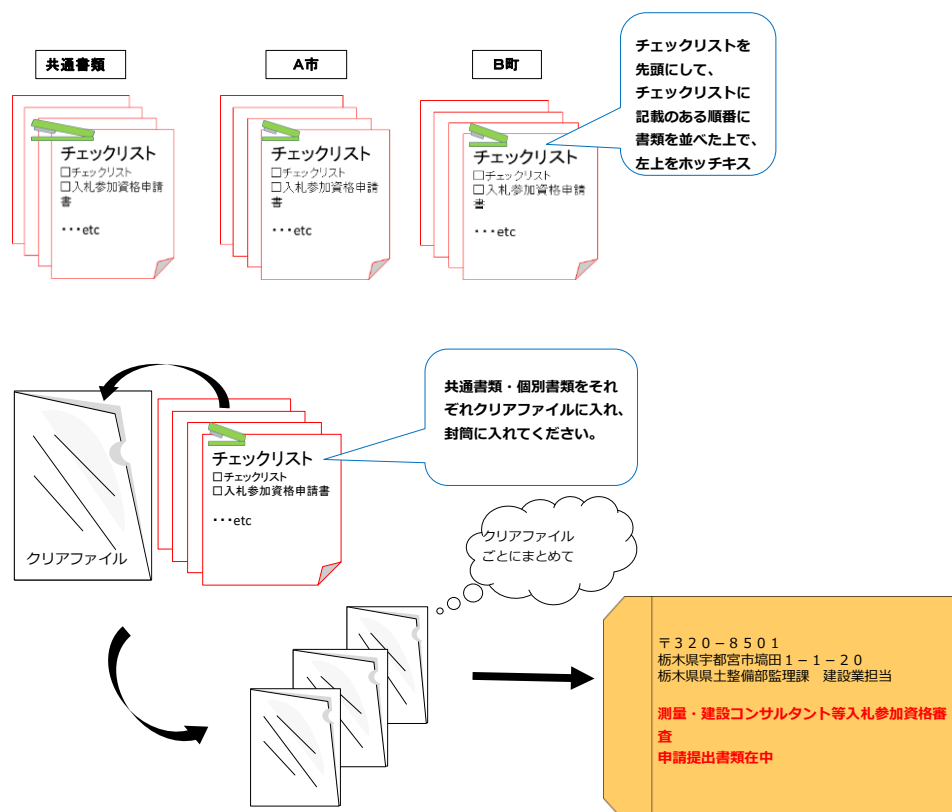 共通書類
A市
B町
チェックリストを
先頭にして、
チェックリストに
記載のある順番に
書類を並べた上で、
左上をホッチキス
チェックリスト
□チェックリスト
□入札参加資格申請
書
・・・etc
チェックリスト
□チェックリスト
□入札参加資格申請
書
・・・etc
チェックリスト
□チェックリスト
□入札参加資格申請
書
・・・etc
共通書類・個別書類をそれ
ぞれクリアファイルに入れ、
封筒に入れてください。
チェックリスト
□チェックリスト
□入札参加資格申請書
・・・etc
クリアファイル
クリアファイル
ごとにまとめて
〒３２０－８５０１
栃木県宇都宮市塙田１－１－２０
栃木県県土整備部監理課　建設業担当
測量・建設コンサルタント等入札参加資格審
査
申請提出書類在中